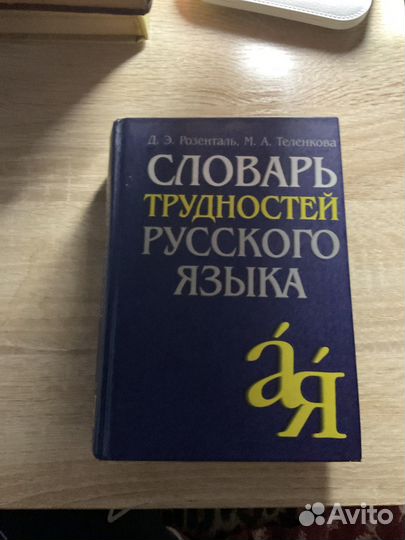 Д. Э. Розенталь, М. А. Теленкова
СЛОВАРЬ
ТРУДНОСТЕЙ
РУССКОГО
ЯЗЫКА
а́ Я́
Avito